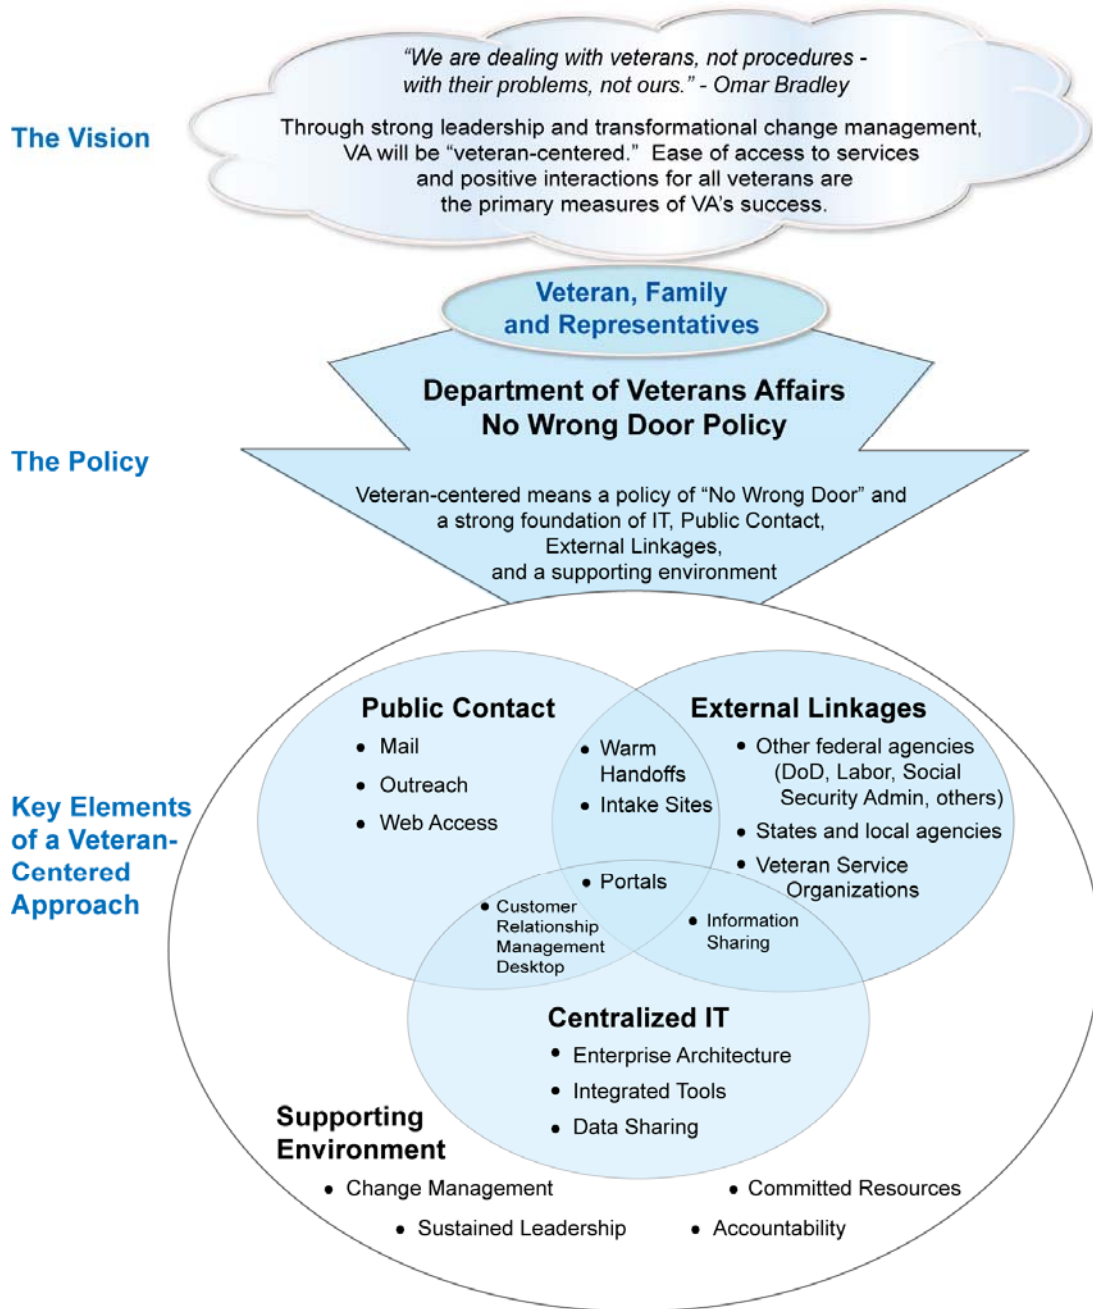 “We are dealing with veterans, not procedures -
with their problems, not ours.” - Omar Bradley
The Vision
Through strong leadership and transformational change management,
VA will be “veteran-centered.” Ease of access to services
and positive interactions for all veterans are
the primary measures of VA’s success.
Veteran, Family
and Representatives
Department of Veterans Affairs
No Wrong Door Policy
The Policy
Veteran-centered means a policy of “No Wrong Door” and
a strong foundation of IT, Public Contact,
External Linkages,
and a supporting environment
Key Elements
of a Veteran-
Centered
Approach
Public Contact
• Mail
• Outreach
• Web Access
• Warm
Handoffs
• Intake Sites
External Linkages
• Other federal agencies
(DoD, Labor, Social
Security Admin, others)
• States and local agencies
• Veteran Service
Organizations
• Portals
• Customer
Relationship
Management
Desktop
• Information
Sharing
Centralized IT
• Enterprise Architecture
• Integrated Tools
• Data Sharing
Supporting
Environment
• Change Management
• Committed Resources
• Sustained Leadership
• Accountability